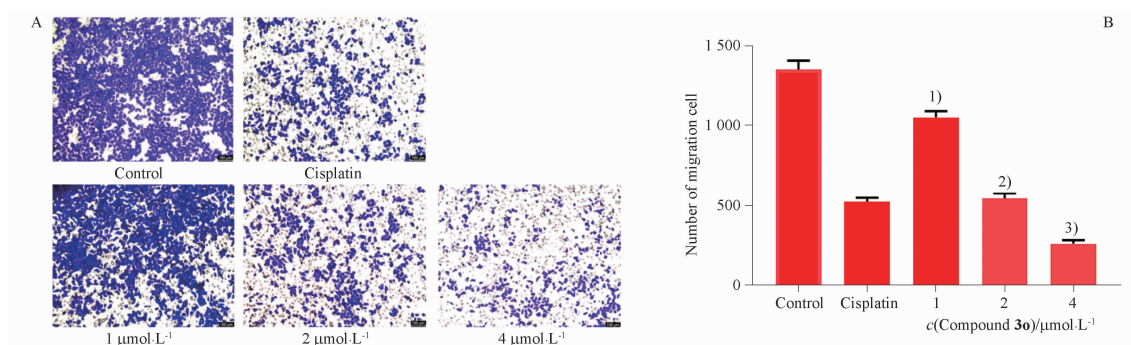 A
Control
Cisplatin
1 μmol·L⁻¹
2 μmol·L⁻¹
4 μmol·L⁻¹
B
Number of migration cell
1 500
1 000
500
0
1)
2)
3)
Control
Cisplatin
1
2
4
c(Compound 3o)/μmol·L⁻¹